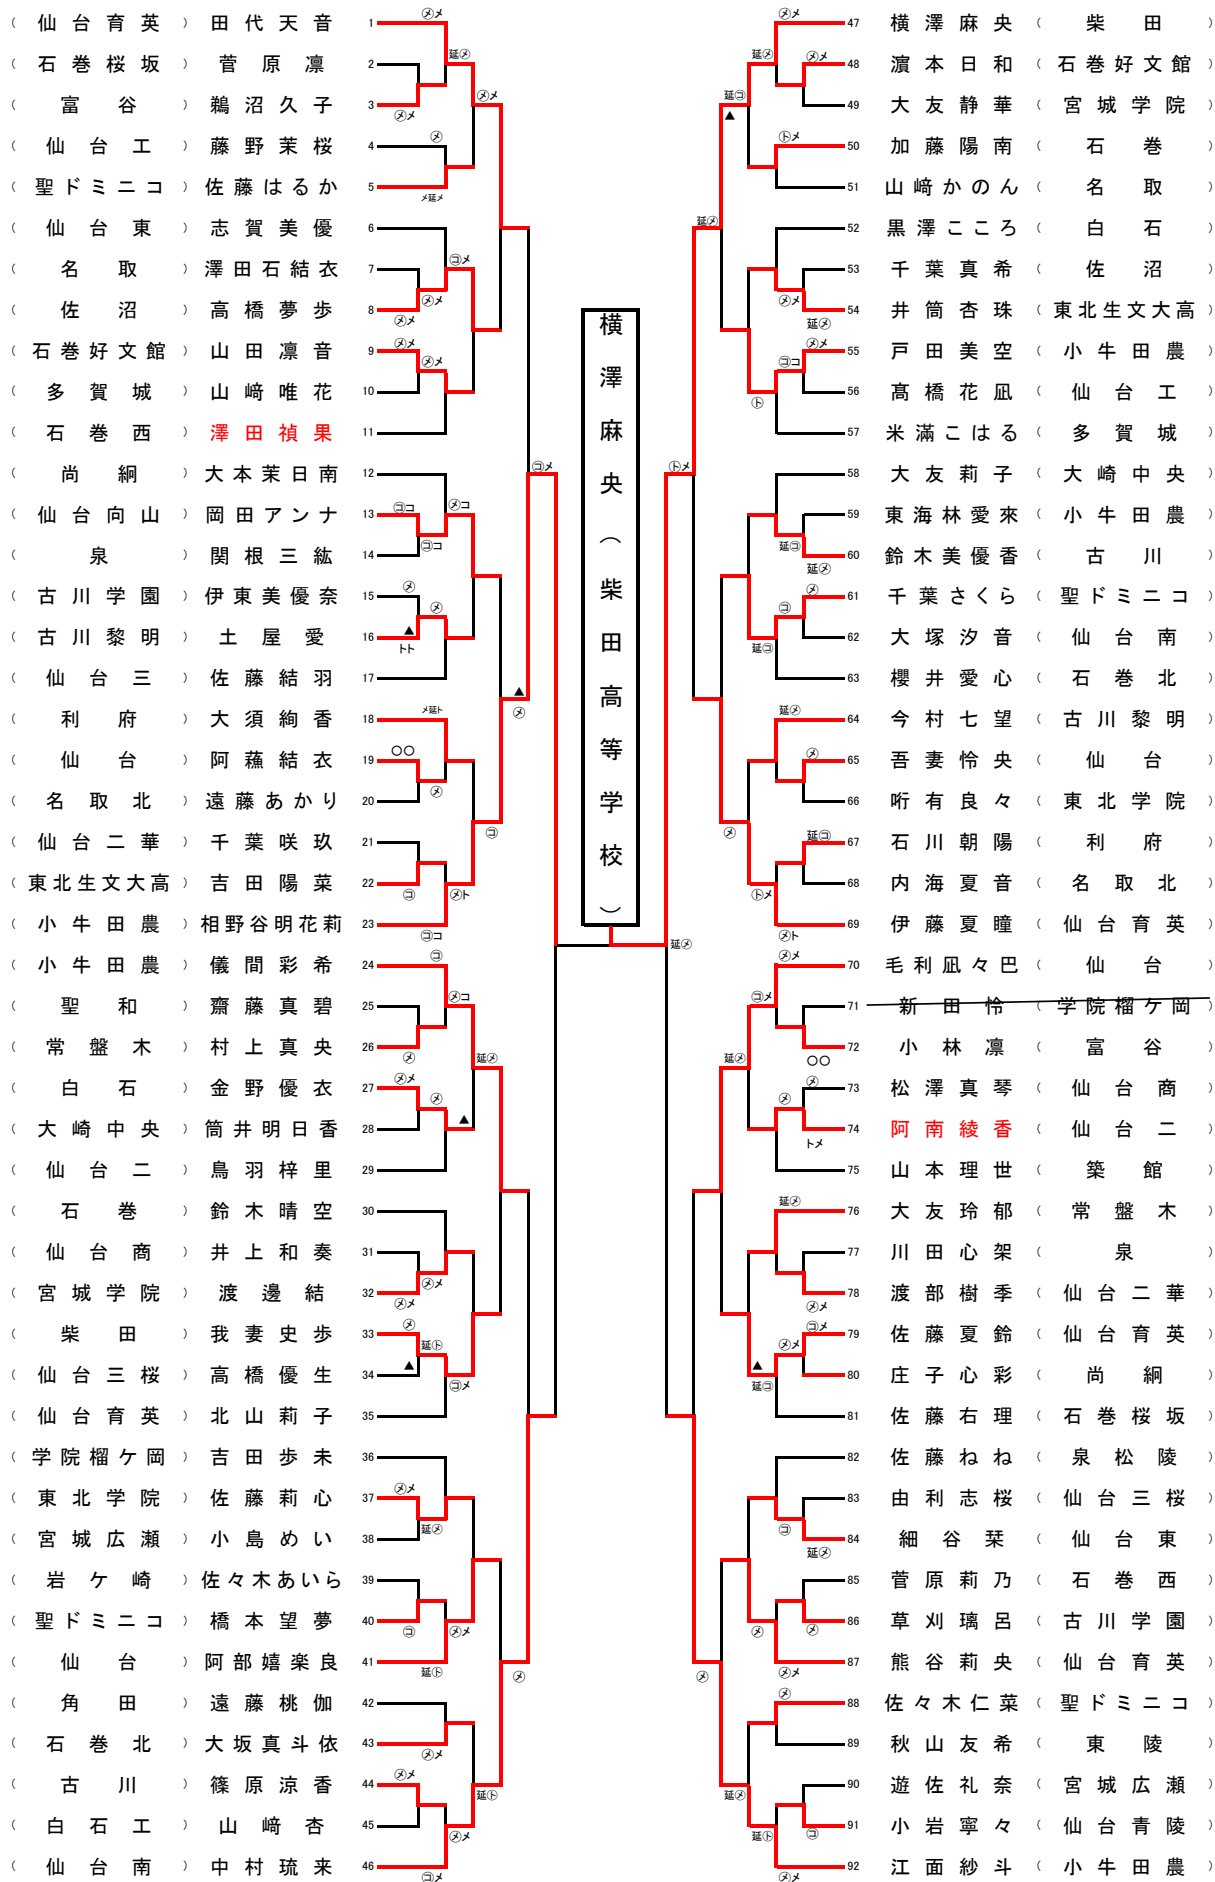 （ 仙台育英 ） 田代天音 1
（ 石巻桜坂 ） 菅原凛 2
（ 富谷 ） 鵜沼久子 3
（ 仙台工 ） 藤野茉桜 4
（ 聖ドミニコ ） 佐藤はるか 5
（ 仙台東 ） 志賀美優 6
（ 名取 ） 澤田石結衣 7
（ 佐沼 ） 高橋夢歩 8
（ 石巻好文館 ） 山田凛音 9
（ 多賀城 ） 山﨑唯花 10
（ 石巻西 ） 澤田禎果 11
（ 尚絅 ） 大本茉日南 12
（ 仙台向山 ） 岡田アンナ 13
（ 泉 ） 関根三紘 14
（ 古川学園 ） 伊東美優奈 15
（ 古川黎明 ） 土屋愛 16
（ 仙台三 ） 佐藤結羽 17
（ 利府 ） 大須絢香 18
（ 仙台 ） 阿蘓結衣 19
（ 名取北 ） 遠藤あかり 20
（ 仙台二華 ） 千葉咲玖 21
（ 東北生文大高 ） 吉田陽菜 22
（ 小牛田農 ） 相野谷明花莉 23
（ 小牛田農 ） 儀間彩希 24
（ 聖和 ） 齋藤真碧 25
（ 常盤木 ） 村上真央 26
（ 白石 ） 金野優衣 27
（ 大崎中央 ） 筒井明日香 28
（ 仙台二 ） 鳥羽梓里 29
（ 石巻 ） 鈴木晴空 30
（ 仙台商 ） 井上和奏 31
（ 宮城学院 ） 渡邊結 32
（ 柴田 ） 我妻史歩 33
（ 仙台三桜 ） 高橋優生 34
（ 仙台育英 ） 北山莉子 35
（ 学院榴ケ岡 ） 吉田歩未 36
（ 東北学院 ） 佐藤莉心 37
（ 宮城広瀬 ） 小島めい 38
（ 岩ケ崎 ） 佐々木あいら 39
（ 聖ドミニコ ） 橋本望夢 40
（ 仙台 ） 阿部嬉楽良 41
（ 角田 ） 遠藤桃伽 42
（ 石巻北 ） 大坂真斗依 43
（ 古川 ） 篠原涼香 44
（ 白石工 ） 山﨑杏 45
（ 仙台南 ） 中村琉来 46
横澤麻央（柴田高等学校）
47 横澤麻央 （ 柴田 ）
48 濵本日和 （ 石巻好文館 ）
49 大友静華 （ 宮城学院 ）
50 加藤陽南 （ 石巻 ）
51 山﨑かのん （ 名取 ）
52 黒澤こころ （ 白石 ）
53 千葉真希 （ 佐沼 ）
54 井筒杏珠 （ 東北生文大高 ）
55 戸田美空 （ 小牛田農 ）
56 髙橋花凪 （ 仙台工 ）
57 米滿こはる （ 多賀城 ）
58 大友莉子 （ 大崎中央 ）
59 東海林愛來 （ 小牛田農 ）
60 鈴木美優香 （ 古川 ）
61 千葉さくら （ 聖ドミニコ ）
62 大塚汐音 （ 仙台南 ）
63 櫻井愛心 （ 石巻北 ）
64 今村七望 （ 古川黎明 ）
65 吾妻怜央 （ 仙台 ）
66 哘有良々 （ 東北学院 ）
67 石川朝陽 （ 利府 ）
68 内海夏音 （ 名取北 ）
69 伊藤夏瞳 （ 仙台育英 ）
70 毛利凪々巴 （ 仙台 ）
71 新田怜 （ 学院榴ケ岡 ）
72 小林凛 （ 富谷 ）
73 松澤真琴 （ 仙台商 ）
74 阿南綾香 （ 仙台二 ）
75 山本理世 （ 築館 ）
76 大友玲郁 （ 常盤木 ）
77 川田心架 （ 泉 ）
78 渡部樹季 （ 仙台二華 ）
79 佐藤夏鈴 （ 仙台育英 ）
80 庄子心彩 （ 尚絅 ）
81 佐藤右理 （ 石巻桜坂 ）
82 佐藤ねね （ 泉松陵 ）
83 由利志桜 （ 仙台三桜 ）
84 細谷栞 （ 仙台東 ）
85 菅原莉乃 （ 石巻西 ）
86 草刈璃呂 （ 古川学園 ）
87 熊谷莉央 （ 仙台育英 ）
88 佐々木仁菜 （ 聖ドミニコ ）
89 秋山友希 （ 東陵 ）
90 遊佐礼奈 （ 宮城広瀬 ）
91 小岩寧々 （ 仙台青陵 ）
92 江面紗斗 （ 小牛田農 ）